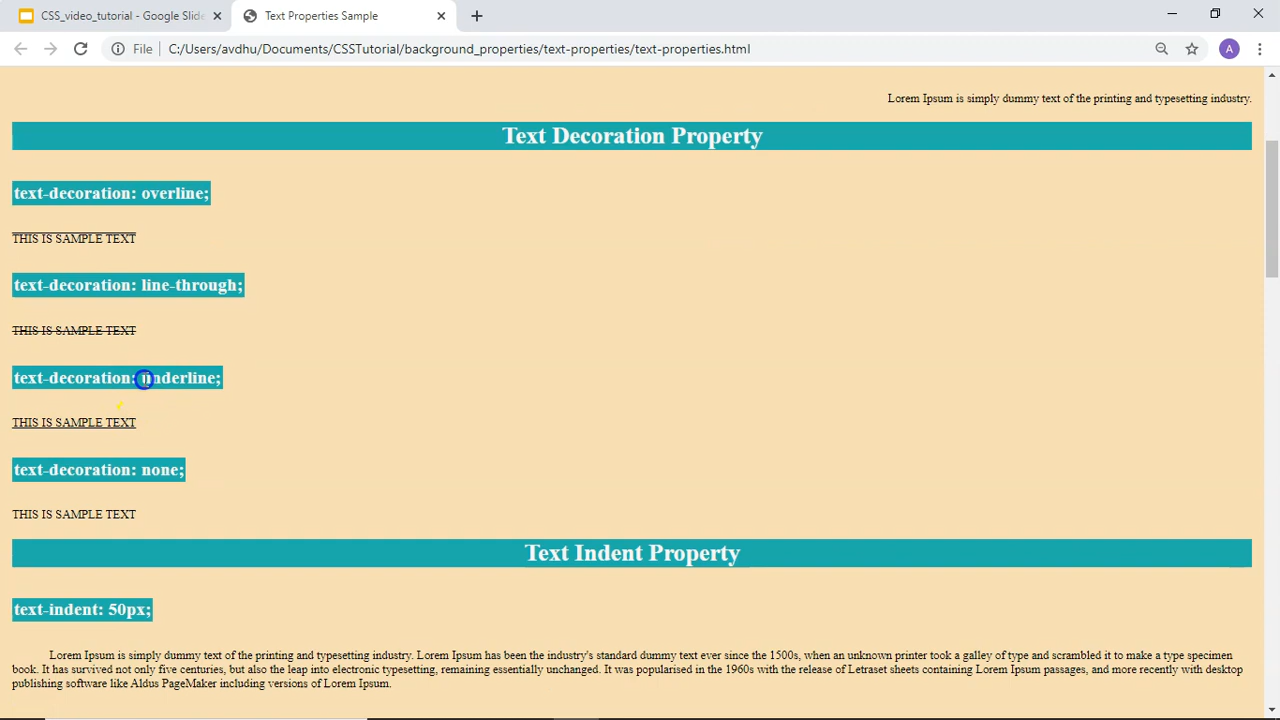 CSS_video_tutorial - Google Slide
Text Properties Sample
File
C:/Users/avdhu/Documents/CSSTutorial/background_properties/text-properties/text-properties.html
A
Lorem Ipsum is simply dummy text of the printing and typesetting industry.
Text Decoration Property
text-decoration: overline;
THIS IS SAMPLE TEXT
text-decoration: line-through;
THIS IS SAMPLE TEXT
text-decoration: underline;
THIS IS SAMPLE TEXT
text-decoration: none;
THIS IS SAMPLE TEXT
Text Indent Property
text-indent: 50px;
Lorem Ipsum is simply dummy text of the printing and typesetting industry. Lorem Ipsum has been the industry's standard dummy text ever since the 1500s, when an unknown printer took a galley of type and scrambled it to make a type specimen
book. It has survived not only five centuries, but also the leap into electronic typesetting, remaining essentially unchanged. It was popularised in the 1960s with the release of Letraset sheets containing Lorem Ipsum passages, and more recently with desktop
publishing software like Aldus PageMaker including versions of Lorem Ipsum.